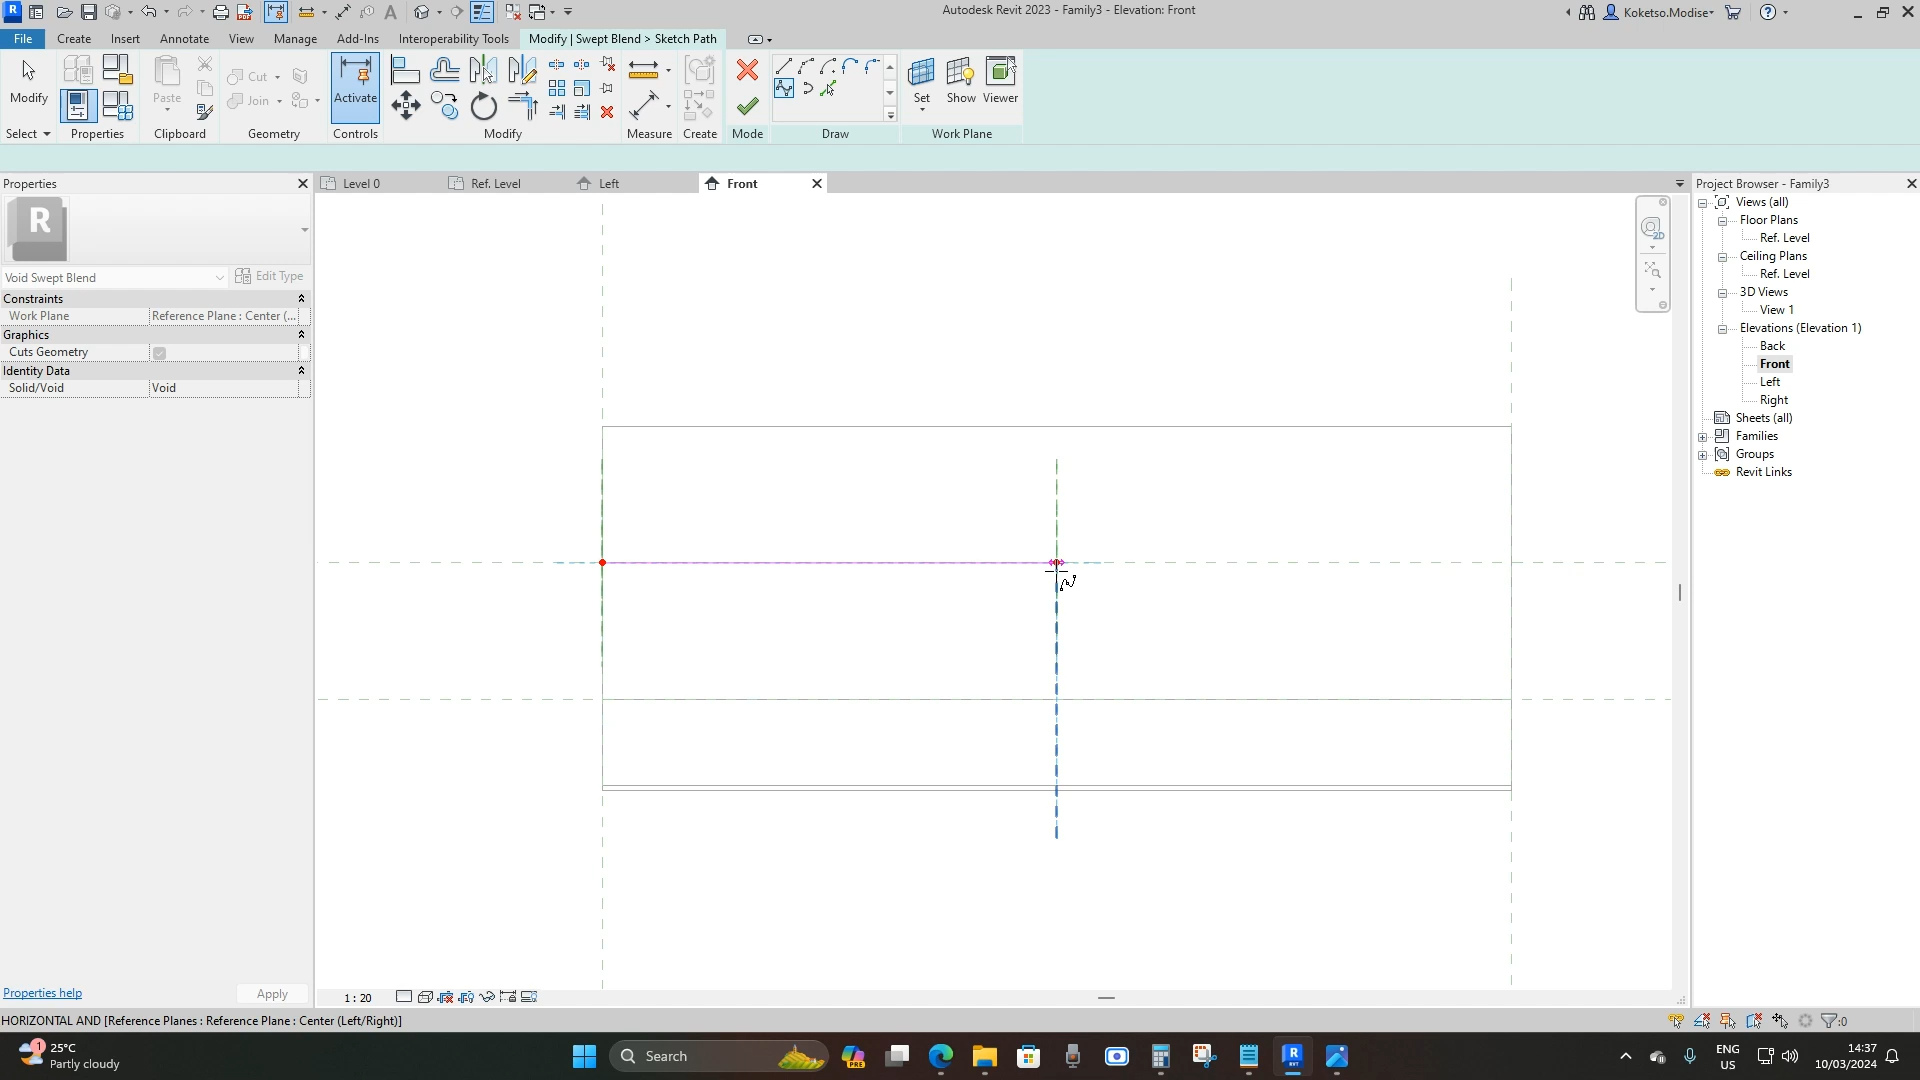 Autodesk Revit 2023 - Family3 - Elevation: Front
Koketso.Modise
File
Create
Insert
Annotate
View
Manage
Add-Ins
Interoperability Tools
Modify | Swept Blend > Sketch Path
Modify
Paste
Cut
Join
Activate
Set
Show
Viewer
Select
Properties
Clipboard
Geometry
Controls
Modify
Measure
Create
Mode
Draw
Work Plane
Properties
Level 0
Ref. Level
Left
Front
Project Browser - Family3
R
Void Swept Blend
Edit Type
Constraints
Work Plane
Reference Plane : Center (...
Graphics
Cuts Geometry
Identity Data
Solid/Void
Void
2D
Views (all)
Floor Plans
Ref. Level
Ceiling Plans
Ref. Level
3D Views
View 1
Elevations (Elevation 1)
Back
Front
Left
Right
Sheets (all)
Families
Groups
Revit Links
Properties help
Apply
1 : 20
HORIZONTAL AND [Reference Planes : Reference Plane : Center (Left/Right)]
:0
1
25°C
Partly cloudy
Search
PRE
R
RVT
ENG
US
14:37
10/03/2024